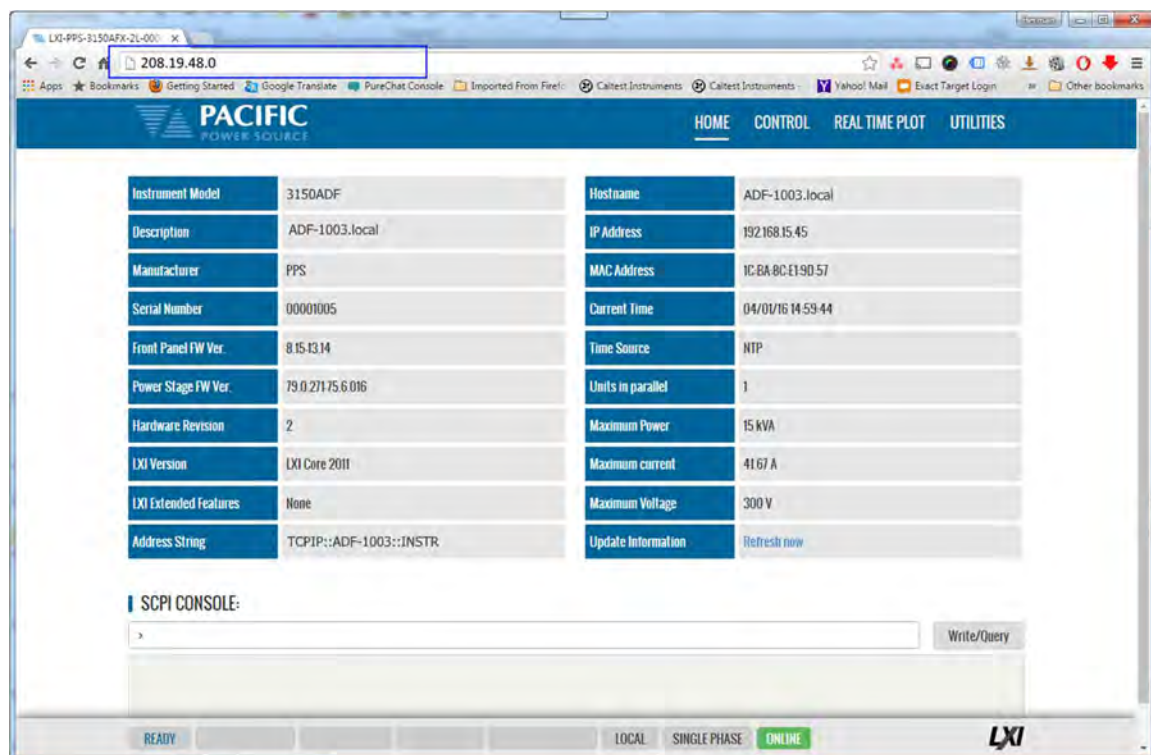 LXI-PPS-3150AFX-2L-000
208.19.48.0
Apps Bookmarks Getting Started Google Translate PureChat Console Imported From Firef Caltest Instruments Caltest Instruments Yahoo! Mail Exact Target Login » Other bookmarks
PACIFIC
POWER SOURCE
HOME CONTROL REAL TIME PLOT UTILITIES
Instrument Model 3150ADF Hostname ADF-1003.local
Description ADF-1003.local IP Address 192.168.15.45
Manufacturer PPS MAC Address 1C-BA-8C-E1-9D-57
Serial Number 00001005 Current Time 04/01/16 14-59-44
Front Panel FW Ver. 8.15-13.14 Time Source NTP
Power Stage FW Ver. 79.0.271-75.6.016 Units in parallel 1
Hardware Revision 2 Maximum Power 15 kVA
LXI Version LXI Core 2011 Maximum current 41.67 A
LXI Extended Features None Maximum Voltage 300 V
Address String TCPIP::ADF-1003::INSTR Update Information Refresh now
SCPI CONSOLE:
> Write/Query
READY LOCAL SINGLE PHASE ONLINE LXI